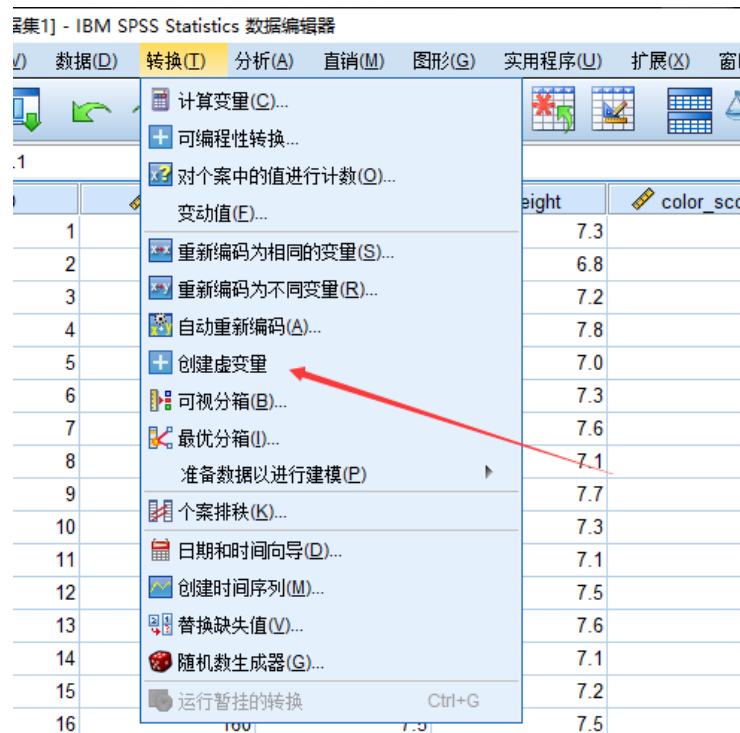 据集1] - IBM SPSS Statistics 数据编辑器
V) 数据(D) 转换(T) 分析(A) 直销(M) 图形(G) 实用程序(U) 扩展(X) 窗
计算变量(C)...
可编程性转换...
对个案中的值进行计数(O)...
.1
变动值(F)...
eight color_sco
1 7.3
重新编码为相同的变量(S)...
2 6.8
重新编码为不同变量(R)...
3 7.2
自动重新编码(A)...
4 7.8
创建虚变量
5 7.0
可视分箱(B)...
6 7.3
最优分箱(I)...
7 7.6
准备数据以进行建模(P)
8 7.1
9 7.7
个案排秩(K)...
10 7.3
日期和时间向导(D)...
11 7.1
创建时间序列(M)...
12 7.5
替换缺失值(V)...
13 7.6
随机数生成器(G)...
14 7.1
运行暂挂的转换 Ctrl+G
15 7.2
16 160 7.5 7.5